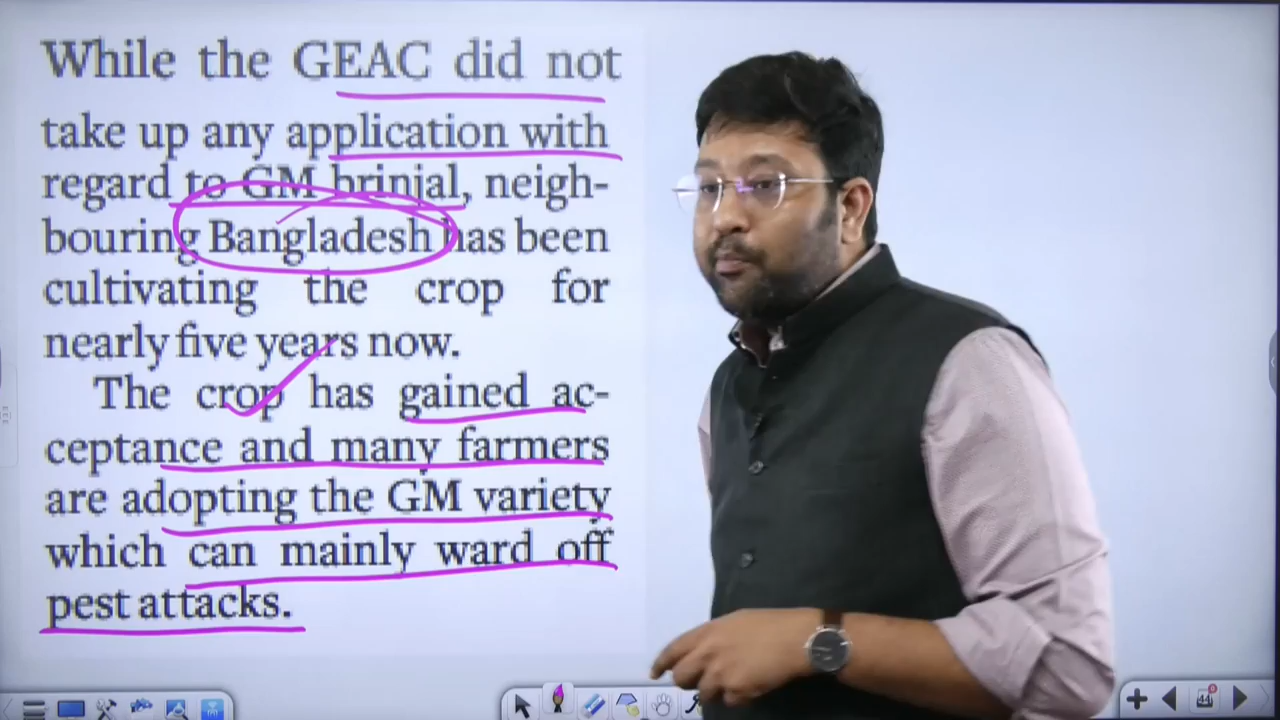 While the GEAC did not
take up any application with
regard to GM brinjal, neigh-
bouring Bangladesh has been
cultivating the crop for
nearly five years now.
The crop has gained ac-
ceptance and many farmers
are adopting the GM variety
which can mainly ward off
pest attacks.
44